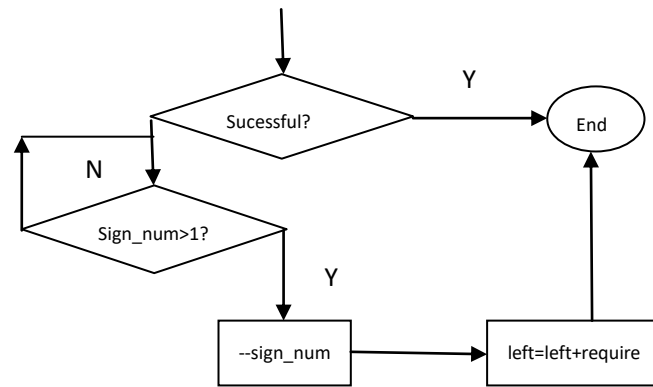 Y
Sucessful?
End
N
Sign_num>1?
Y
--sign_num
left=left+require